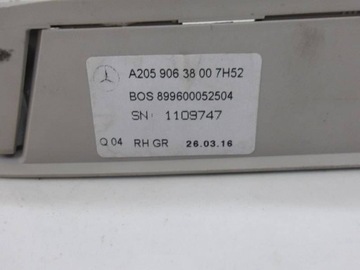 A205 906 38 00 7H52
BOS 899600052504
SN: 1109747
Q 04 RH GR 26.03.16